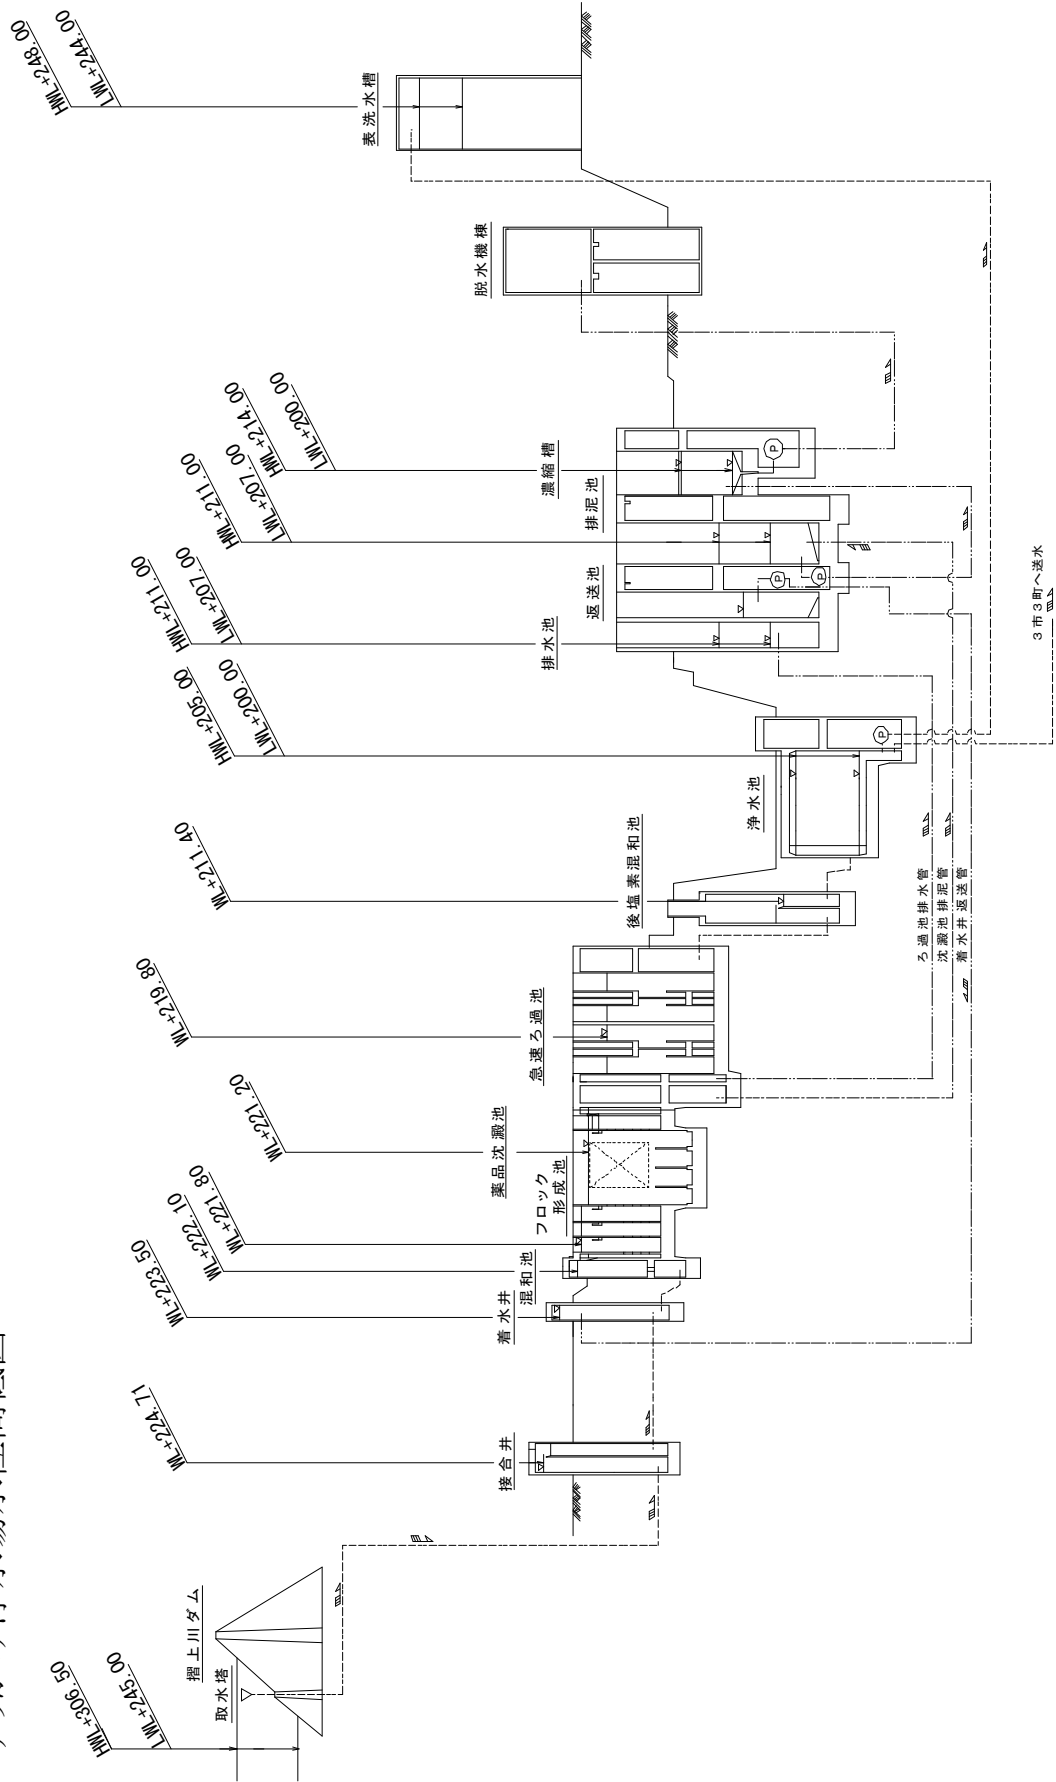 HWL+306.50
LWL+245.00
取水塔
摺上川ダム
WL+224.71
接合井
WL+223.50
着水井
WL+222.10
混和池
WL+221.80
フロック
形成池
WL+221.20
薬品沈澱池
WL+219.80
急速ろ過池
WL+211.40
後塩素混和池
HWL+205.00
LWL+200.00
浄水池
P
HWL+211.00
LWL+207.00
排水池
返送池
P
P
HWL+211.00
LWL+207.00
排泥池
HWL+214.00
LWL+200.00
濃縮槽
P
脱水機棟
HWL+248.00
LWL+244.00
表洗水槽
ろ過池排水管
沈澱池排泥管
着水井返送管
3市3町へ送水